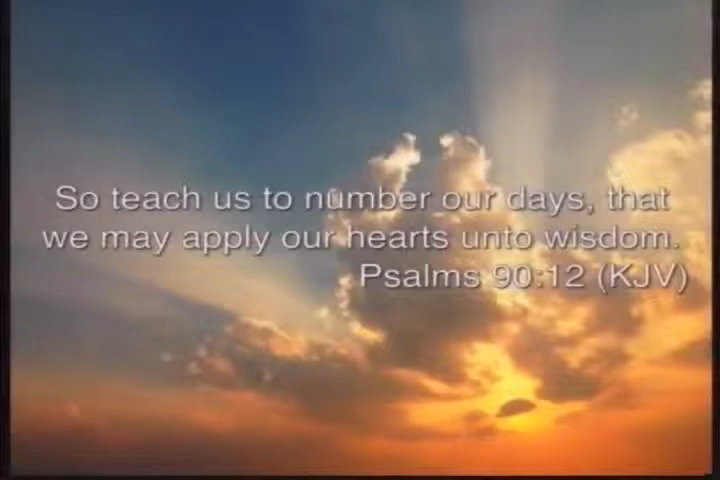 So teach us to number our days, that
we may apply our hearts unto wisdom.
Psalms 90:12 (KJV)